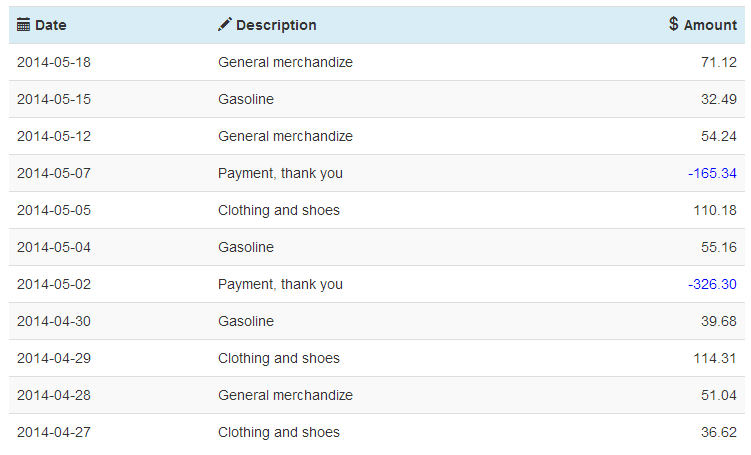 Date Description $ Amount
2014-05-18 General merchandize 71.12
2014-05-15 Gasoline 32.49
2014-05-12 General merchandize 54.24
2014-05-07 Payment, thank you -165.34
2014-05-05 Clothing and shoes 110.18
2014-05-04 Gasoline 55.16
2014-05-02 Payment, thank you -326.30
2014-04-30 Gasoline 39.68
2014-04-29 Clothing and shoes 114.31
2014-04-28 General merchandize 51.04
2014-04-27 Clothing and shoes 36.62